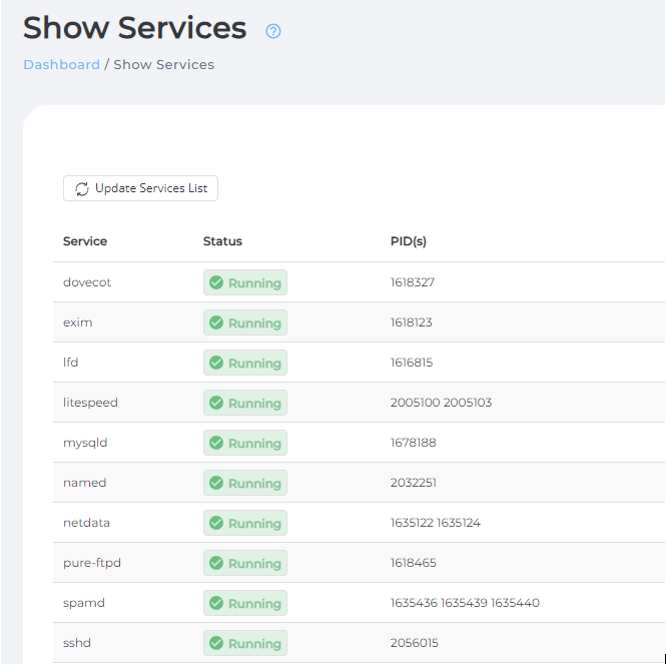 Show Services
Dashboard / Show Services
Update Services List
Service Status PID(s)
dovecot Running 1618327
exim Running 1618123
lfd Running 1616815
litespeed Running 2005100 2005103
mysqld Running 1678188
named Running 2032251
netdata Running 1635122 1635124
pure-ftpd Running 1618465
spamd Running 1635436 1635439 1635440
sshd Running 2056015